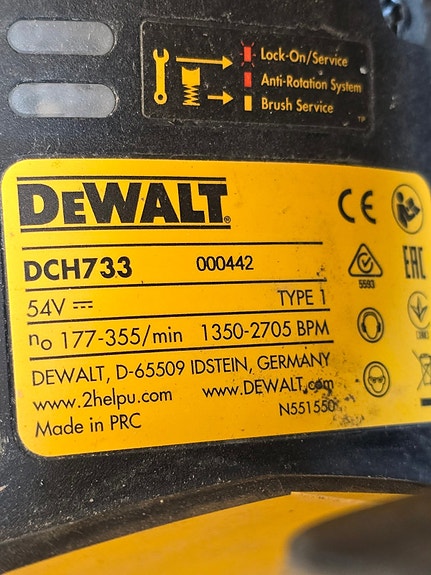 Lock-On/Service
Anti-Rotation System
Brush Service
DEWALT®
DCH733 000442
54V TYPE 1
no 177-355/min 1350-2705 BPM
DEWALT, D-65509 IDSTEIN, GERMANY
www.2helpu.com www.DEWALT.com
Made in PRC N551550
CE
EAC
5593